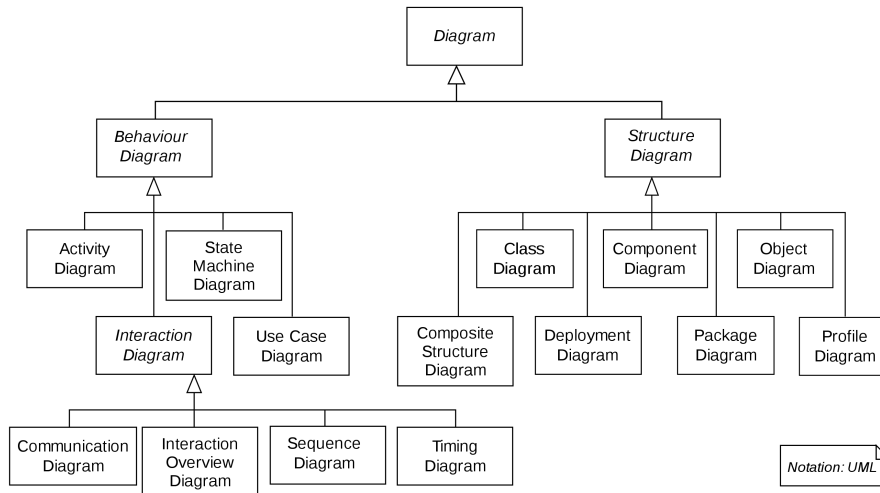 Diagram
Behaviour
Diagram
Structure
Diagram
Activity
Diagram
State
Machine
Diagram
Class
Diagram
Component
Diagram
Object
Diagram
Interaction
Diagram
Use Case
Diagram
Composite
Structure
Diagram
Deployment
Diagram
Package
Diagram
Profile
Diagram
Communication
Diagram
Interaction
Overview
Diagram
Sequence
Diagram
Timing
Diagram
Notation: UML